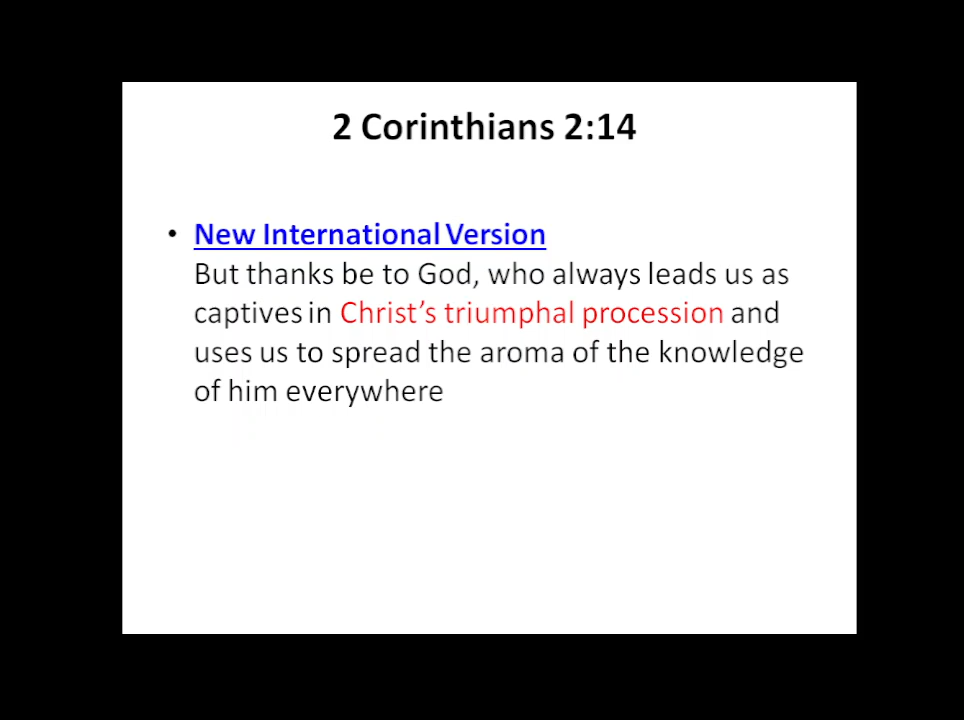 2 Corinthians 2:14
• New International Version
But thanks be to God, who always leads us as
captives in Christ’s triumphal procession and
uses us to spread the aroma of the knowledge
of him everywhere